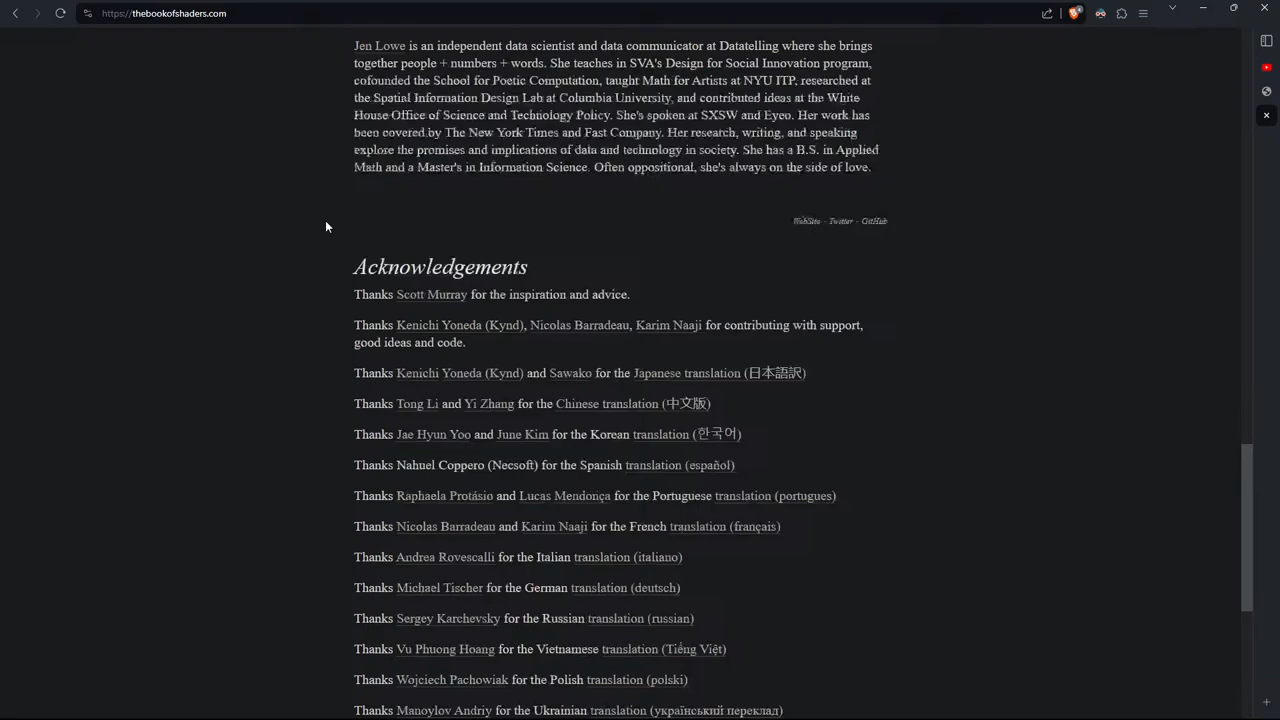 https://thebookofshaders.com
Jen Lowe is an independent data scientist and data communicator at Datatelling where she brings
together people + numbers + words. She teaches in SVA's Design for Social Innovation program,
cofounded the School for Poetic Computation, taught Math for Artists at NYU ITP, researched at
the Spatial Information Design Lab at Columbia University, and contributed ideas at the White
House Office of Science and Technology Policy. She's spoken at SXSW and Eyeo. Her work has
been covered by The New York Times and Fast Company. Her research, writing, and speaking
explore the promises and implications of data and technology in society. She has a B.S. in Applied
Math and a Master's in Information Science. Often oppositional, she's always on the side of love.
WebSite - Twitter - GitHub
Acknowledgements
Thanks Scott Murray for the inspiration and advice.
Thanks Kenichi Yoneda (Kynd), Nicolas Barradeau, Karim Naaji for contributing with support,
good ideas and code.
Thanks Kenichi Yoneda (Kynd) and Sawako for the Japanese translation (日本語訳)
Thanks Tong Li and Yi Zhang for the Chinese translation (中文版)
Thanks Jae Hyun Yoo and June Kim for the Korean translation (한국어)
Thanks Nahuel Coppero (Necsoft) for the Spanish translation (español)
Thanks Raphaela Protásio and Lucas Mendonça for the Portuguese translation (portugues)
Thanks Nicolas Barradeau and Karim Naaji for the French translation (français)
Thanks Andrea Rovescalli for the Italian translation (italiano)
Thanks Michael Tischer for the German translation (deutsch)
Thanks Sergey Karchevsky for the Russian translation (russian)
Thanks Vu Phuong Hoang for the Vietnamese translation (Tiếng Việt)
Thanks Wojciech Pachowiak for the Polish translation (polski)
Thanks Manoylov Andriy for the Ukrainian translation (український переклад)